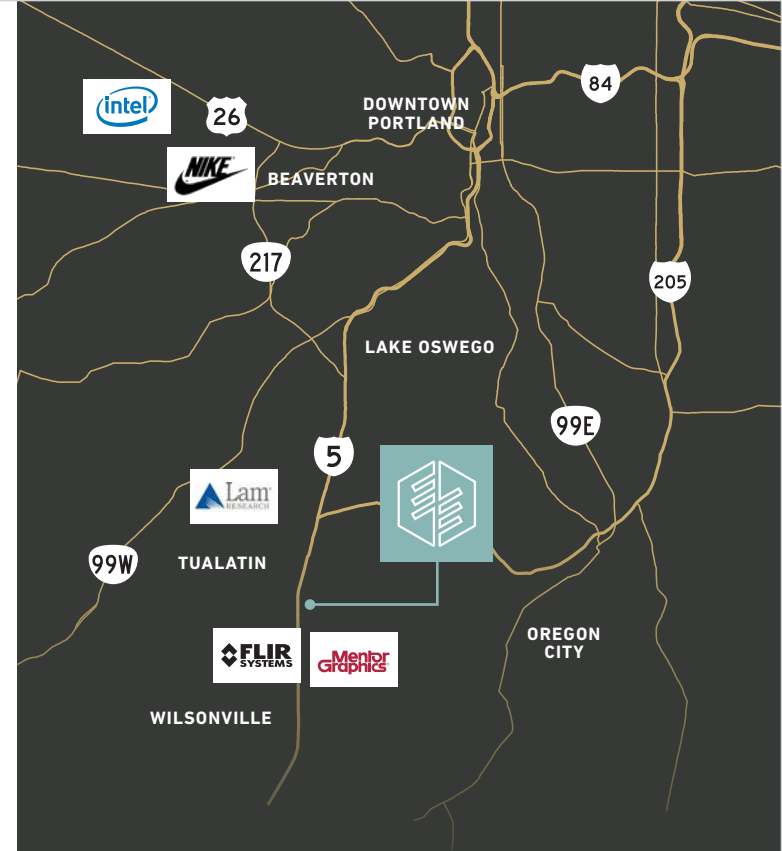 84
intel
26
DOWNTOWN
PORTLAND
NIKE
BEAVERTON
217
205
LAKE OSWEGO
99E
5
Lam
RESEARCH
99W
TUALATIN
OREGON
CITY
FLIR
SYSTEMS
Mentor
Graphics
WILSONVILLE